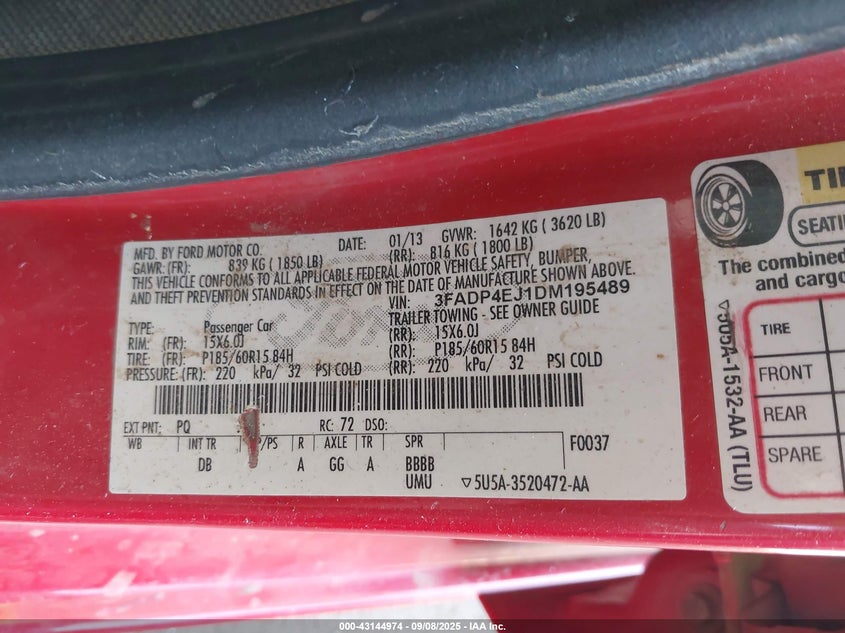 MFD. BY FORD MOTOR CO. DATE: 01/13 GVWR: 1642 KG ( 3620 LB)
GAWR: (FR): 839 KG ( 1850 LB) (RR): 816 KG ( 1800 LB)
THIS VEHICLE CONFORMS TO ALL APPLICABLE FEDERAL MOTOR VEHICLE SAFETY, BUMPER,
AND THEFT PREVENTION STANDARDS IN EFFECT ON THE DATE OF MANUFACTURE SHOWN ABOVE.
VIN: 3FADP4EJ1DM195489
TYPE: Passenger Car TRAILER TOWING - SEE OWNER GUIDE
RIM: (FR) 15X6.0J (RR): 15X6.0J
TIRE: (FR) P185/60R15 84H (RR): P185/60R15 84H
PRESSURE: (FR): 220 kPa/ 32 PSI COLD (RR): 220 kPa/ 32 PSI COLD
EXT PNT: PQ RC: 72 DSO:
WB INT TR /PS R AXLE TR SPR F0037
DB A GG A BBBB
UMU ▽5U5A-3520472-AA
SEATI
The combined
and cargo
TIRE
FRONT
REAR
SPARE
▽5U5A-1532-AA (TLU)
000-43144974 - 09/08/2025 - IAA Inc.